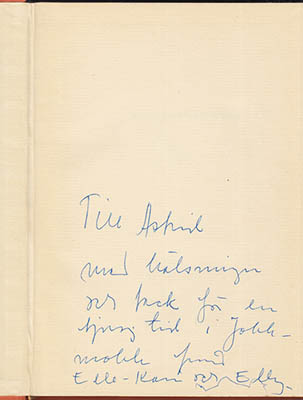 Till Astrid
med hälsningar
och tack för en
tid i Jokk-
mokk från
Elle-Kari och Elly.